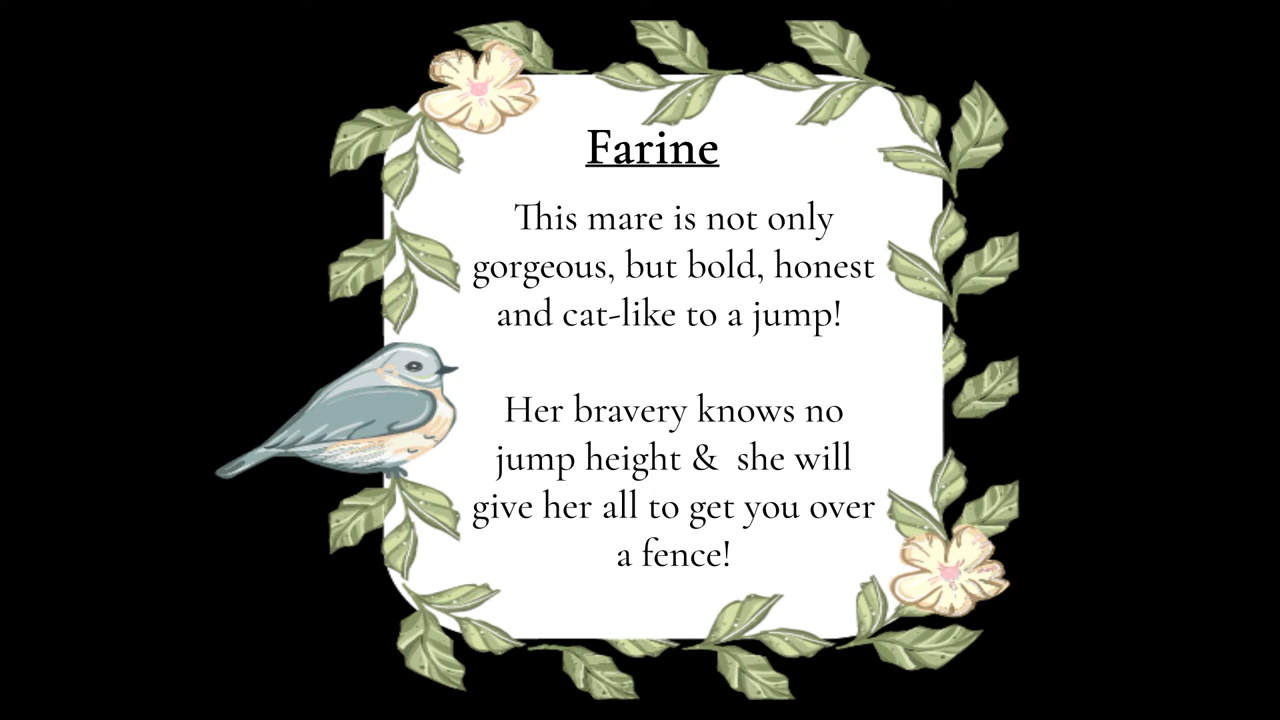 Farine
This mare is not only
gorgeous, but bold, honest
and cat-like to a jump!
Her bravery knows no
jump height & she will
give her all to get you over
a fence!